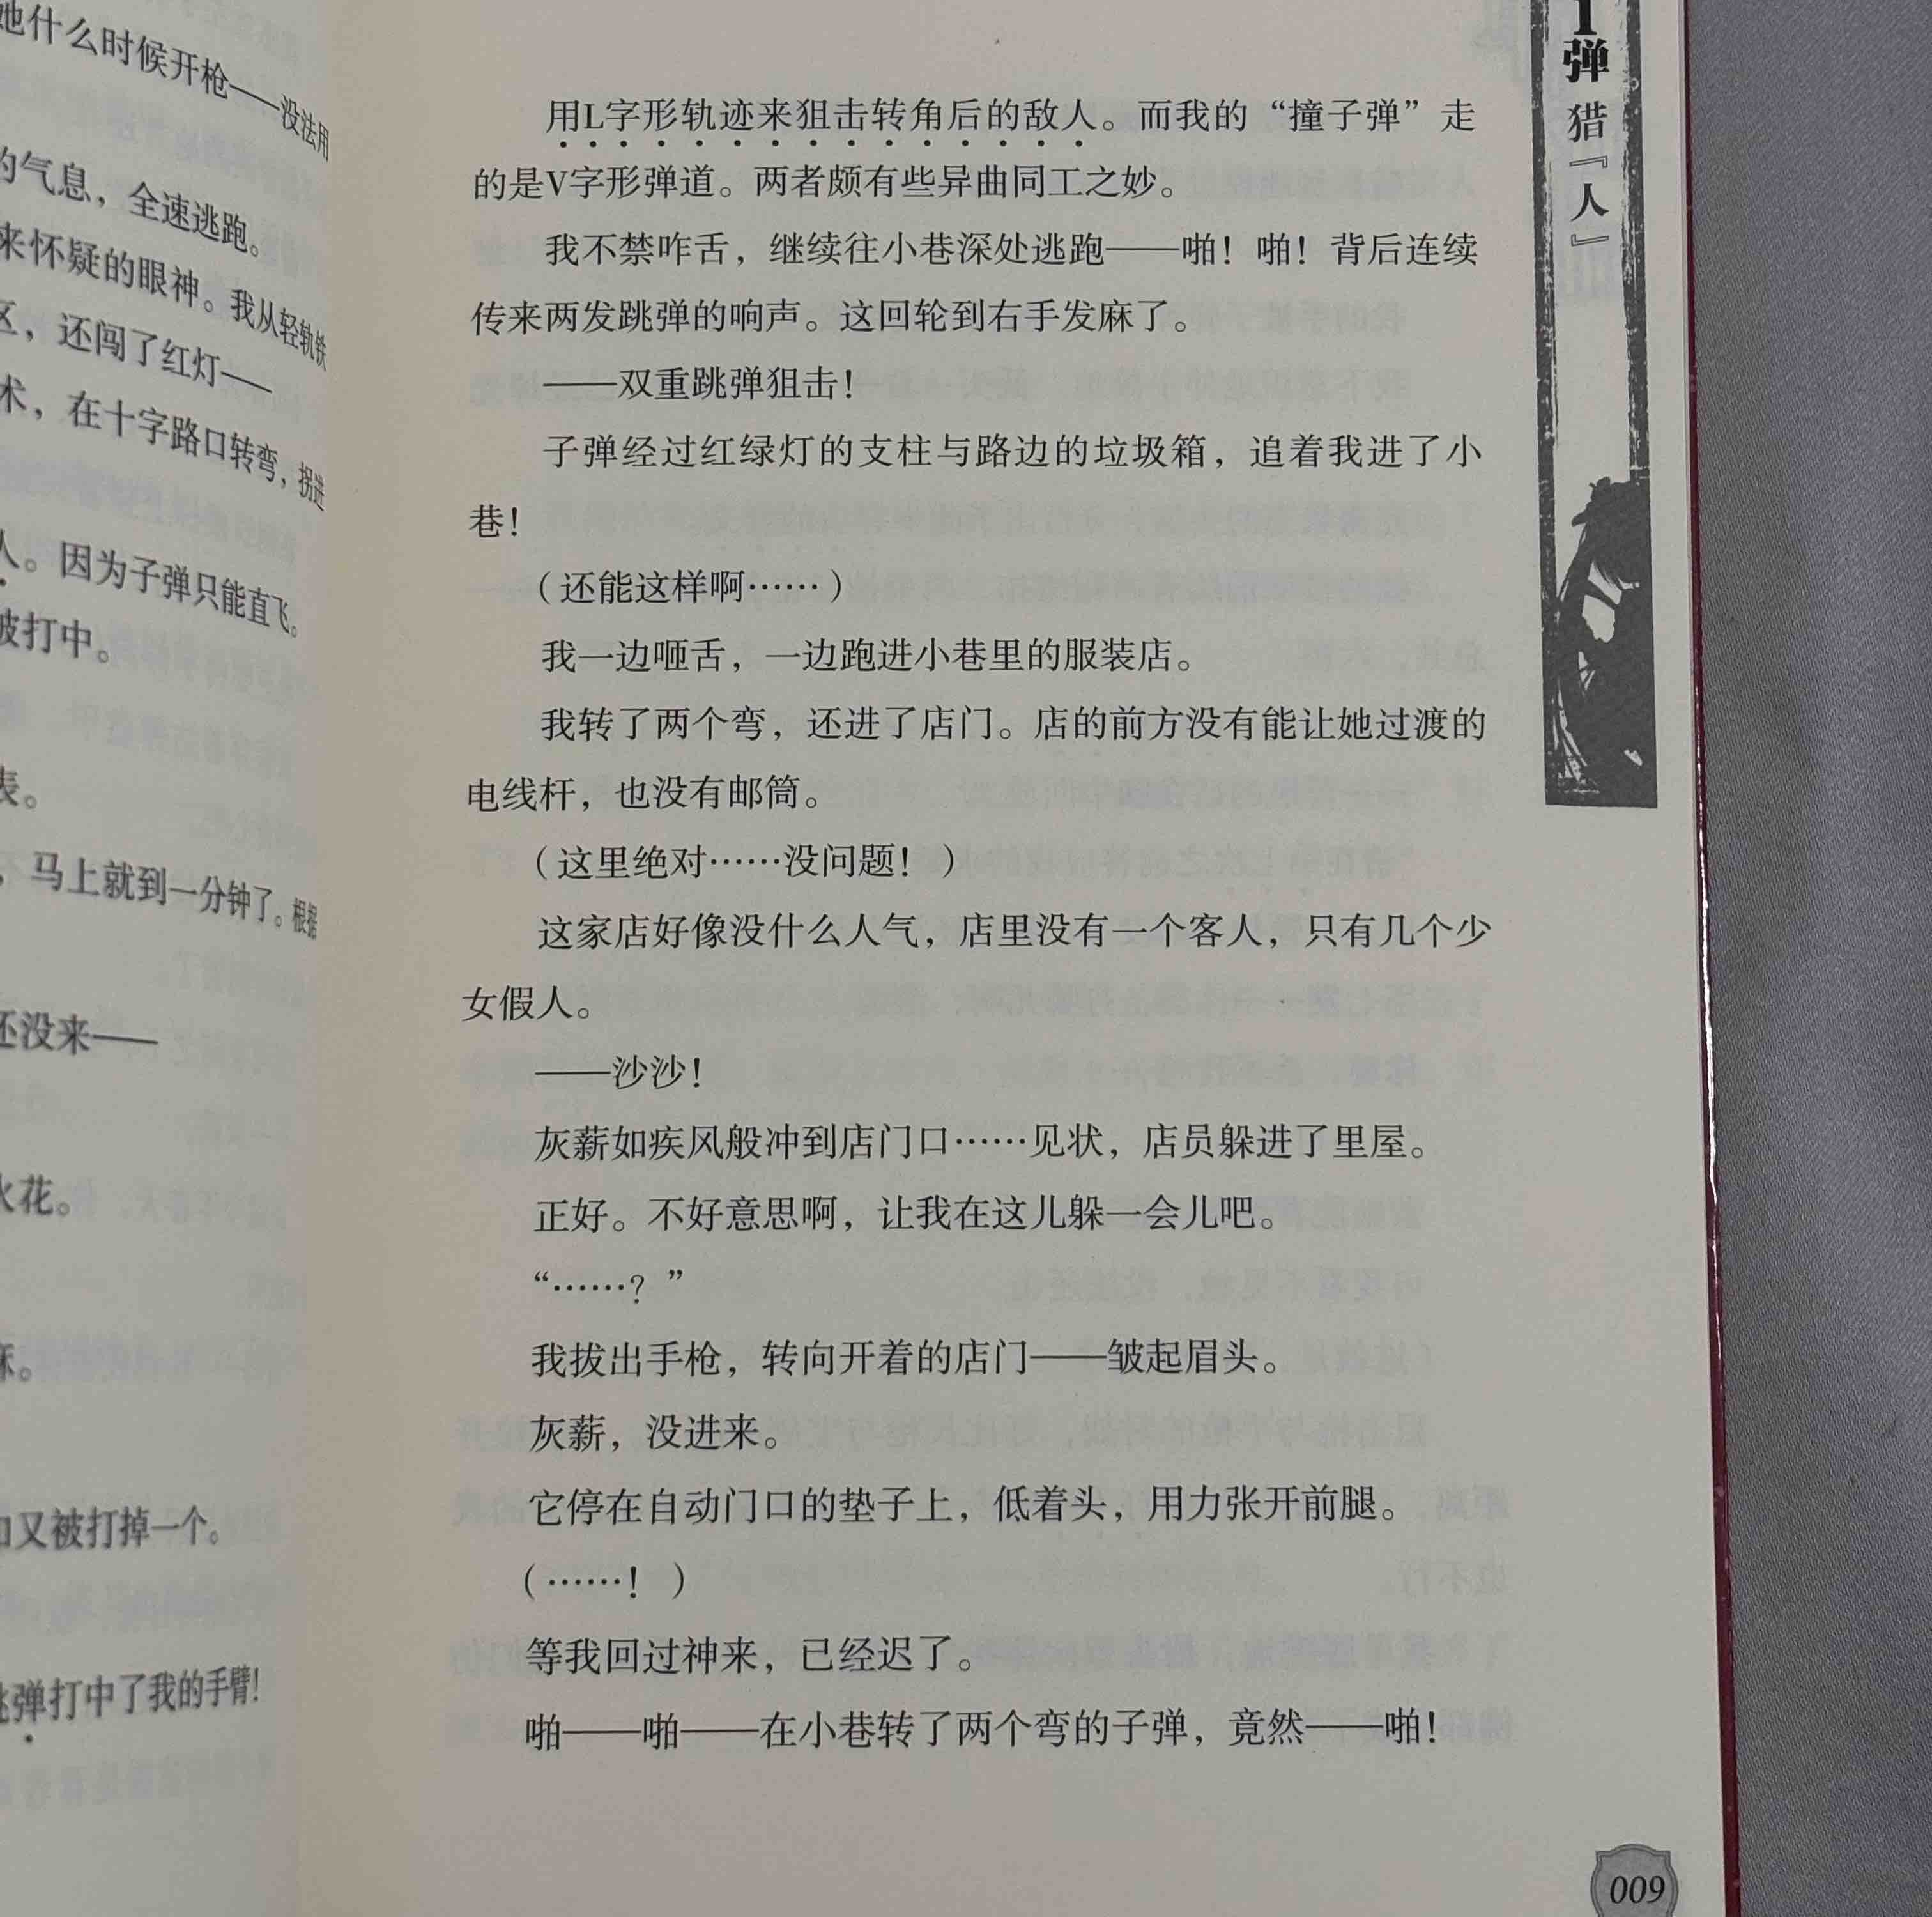 她什么时候开枪——没法用
的气息，全速逃跑。
来怀疑的眼神。我从轻轨铁
区，还闯了红灯——
术，在十字路口转弯，拐进
人。因为子弹只能直飞。
被打中。
表。
，马上就到一分钟了。根据
还没来——
火花。
麻。
又被打掉一个。
跳弹打中了我的手臂！
用L字形轨迹来狙击转角后的敌人。而我的“撞子弹”走
的是V字形弹道。两者颇有些异曲同工之妙。
我不禁咋舌，继续往小巷深处逃跑——啪！啪！背后连续
传来两发跳弹的响声。这回轮到右手发麻了。
——双重跳弹狙击！
子弹经过红绿灯的支柱与路边的垃圾箱，追着我进了小
巷！
（还能这样啊……）
我一边咂舌，一边跑进小巷里的服装店。
我转了两个弯，还进了店门。店的前方没有能让她过渡的
电线杆，也没有邮筒。
（这里绝对……没问题！）
这家店好像没什么人气，店里没有一个客人，只有几个少
女假人。
——沙沙！
灰薪如疾风般冲到店门口……见状，店员躲进了里屋。
正好。不好意思啊，让我在这儿躲一会儿吧。
“……？”
我拔出手枪，转向开着的店门——皱起眉头。
灰薪，没进来。
它停在自动门口的垫子上，低着头，用力张开前腿。
（……！）
等我回过神来，已经迟了。
啪——啪——在小巷转了两个弯的子弹，竟然——啪！
1弹 猎『人』
009